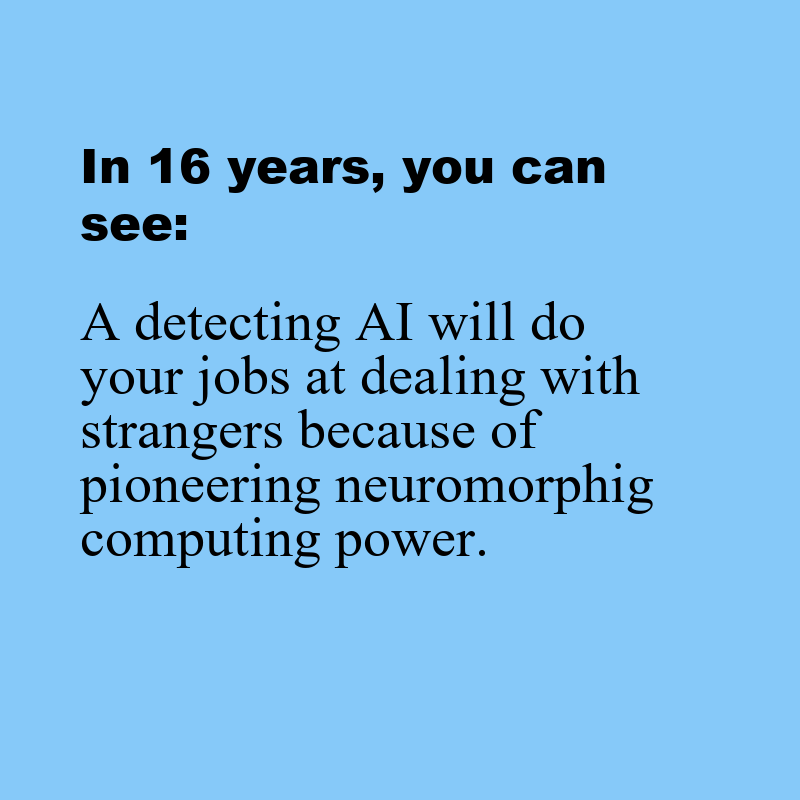 In 16 years, you can
see:
A detecting AI will do
your jobs at dealing with
strangers because of
pioneering neuromorphig
computing power.